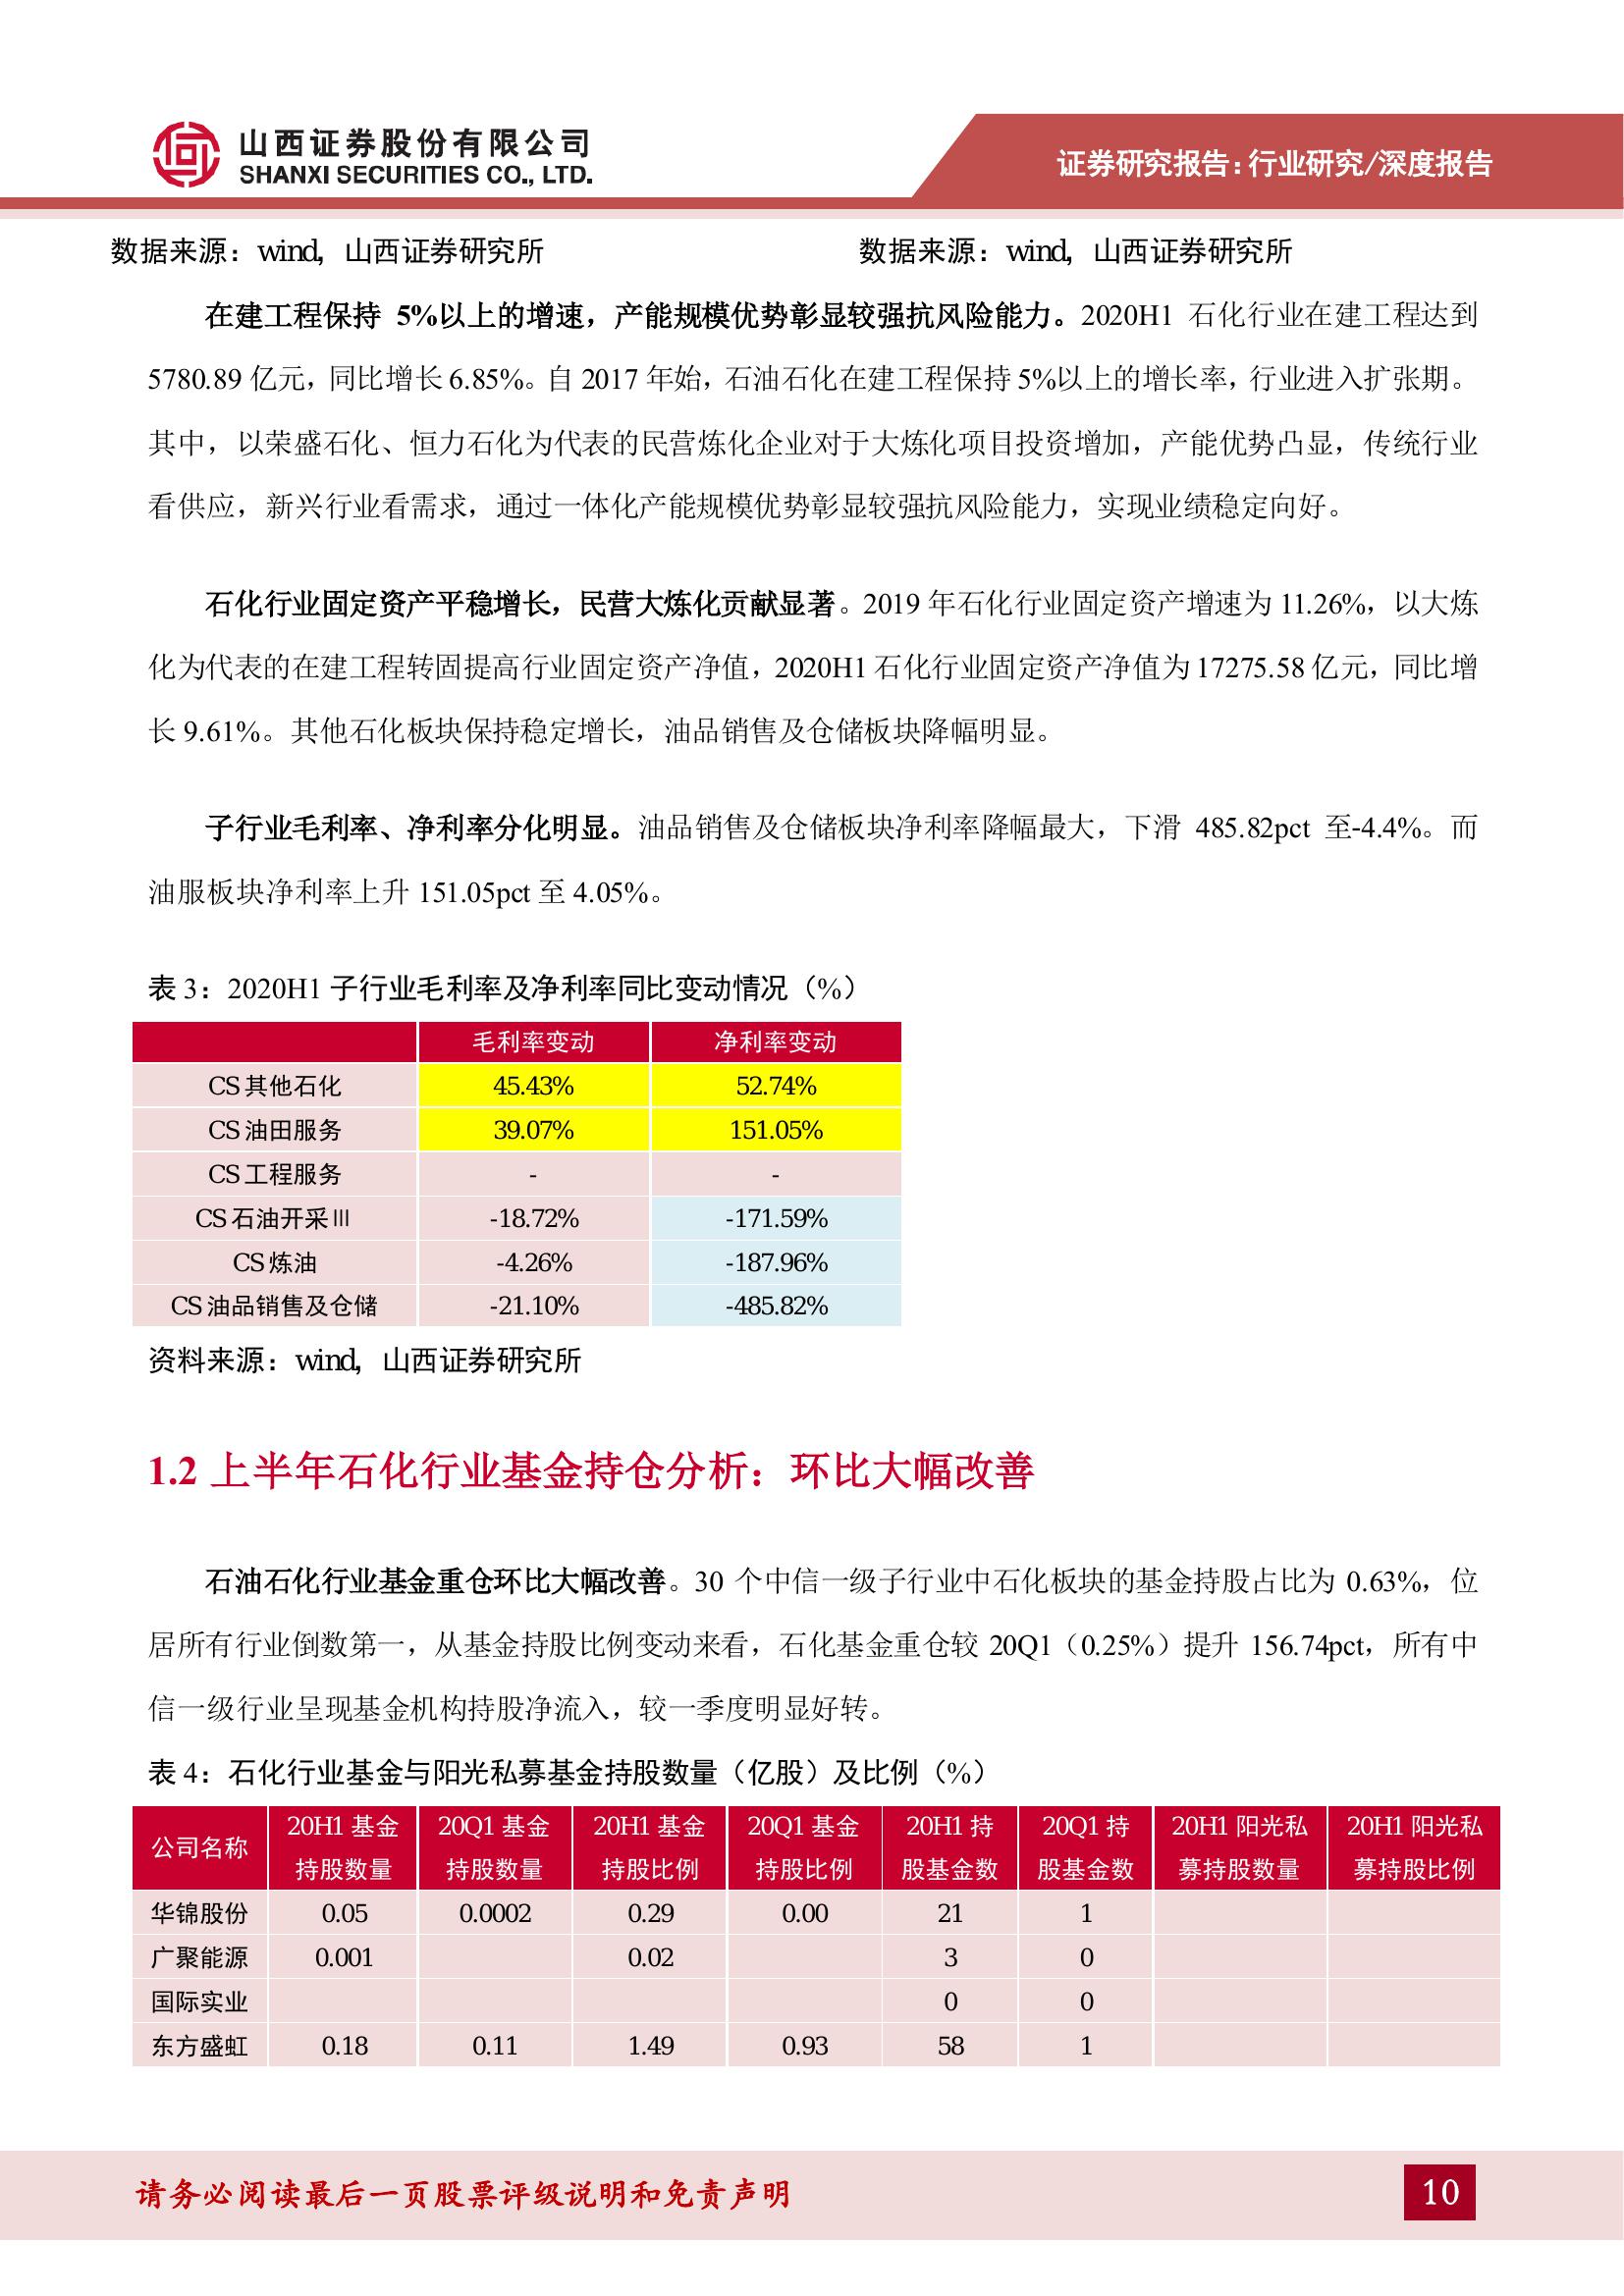 山西证券股份有限公司
SHANXI SECURITIES CO., LTD.
证券研究报告：行业研究/深度报告
数据来源：wind，山西证券研究所 数据来源：wind，山西证券研究所
在建工程保持 5%以上的增速，产能规模优势彰显较强抗风险能力。2020H1 石化行业在建工程达到
5780.89 亿元，同比增长 6.85%。自 2017 年始，石油石化在建工程保持 5%以上的增长率，行业进入扩张期。
其中，以荣盛石化、恒力石化为代表的民营炼化企业对于大炼化项目投资增加，产能优势凸显，传统行业
看供应，新兴行业看需求，通过一体化产能规模优势彰显较强抗风险能力，实现业绩稳定向好。
石化行业固定资产平稳增长，民营大炼化贡献显著。2019 年石化行业固定资产增速为 11.26%，以大炼
化为代表的在建工程转固提高行业固定资产净值，2020H1 石化行业固定资产净值为 17275.58 亿元，同比增
长 9.61%。其他石化板块保持稳定增长，油品销售及仓储板块降幅明显。
子行业毛利率、净利率分化明显。油品销售及仓储板块净利率降幅最大，下滑 485.82pct 至-4.4%。而
油服板块净利率上升 151.05pct 至 4.05%。
表 3：2020H1 子行业毛利率及净利率同比变动情况（%）
毛利率变动 净利率变动
CS 其他石化 45.43% 52.74%
CS 油田服务 39.07% 151.05%
CS 工程服务 - -
CS 石油开采Ⅲ -18.72% -171.59%
CS 炼油 -4.26% -187.96%
CS 油品销售及仓储 -21.10% -485.82%
资料来源：wind，山西证券研究所
1.2 上半年石化行业基金持仓分析：环比大幅改善
石油石化行业基金重仓环比大幅改善。30 个中信一级子行业中石化板块的基金持股占比为 0.63%，位
居所有行业倒数第一，从基金持股比例变动来看，石化基金重仓较 20Q1（0.25%）提升 156.74pct，所有中
信一级行业呈现基金机构持股净流入，较一季度明显好转。
表 4：石化行业基金与阳光私募基金持股数量（亿股）及比例（%）
公司名称 20H1 基金持股数量 20Q1 基金持股数量 20H1 基金持股比例 20Q1 基金持股比例 20H1 持股基金数 20Q1 持股基金数 20H1 阳光私募持股数量 20H1 阳光私募持股比例
华锦股份 0.05 0.0002 0.29 0.00 21 1
广聚能源 0.001 0.02 3 0
国际实业 0 0
东方盛虹 0.18 0.11 1.49 0.93 58 1
请务必阅读最后一页股票评级说明和免责声明
10